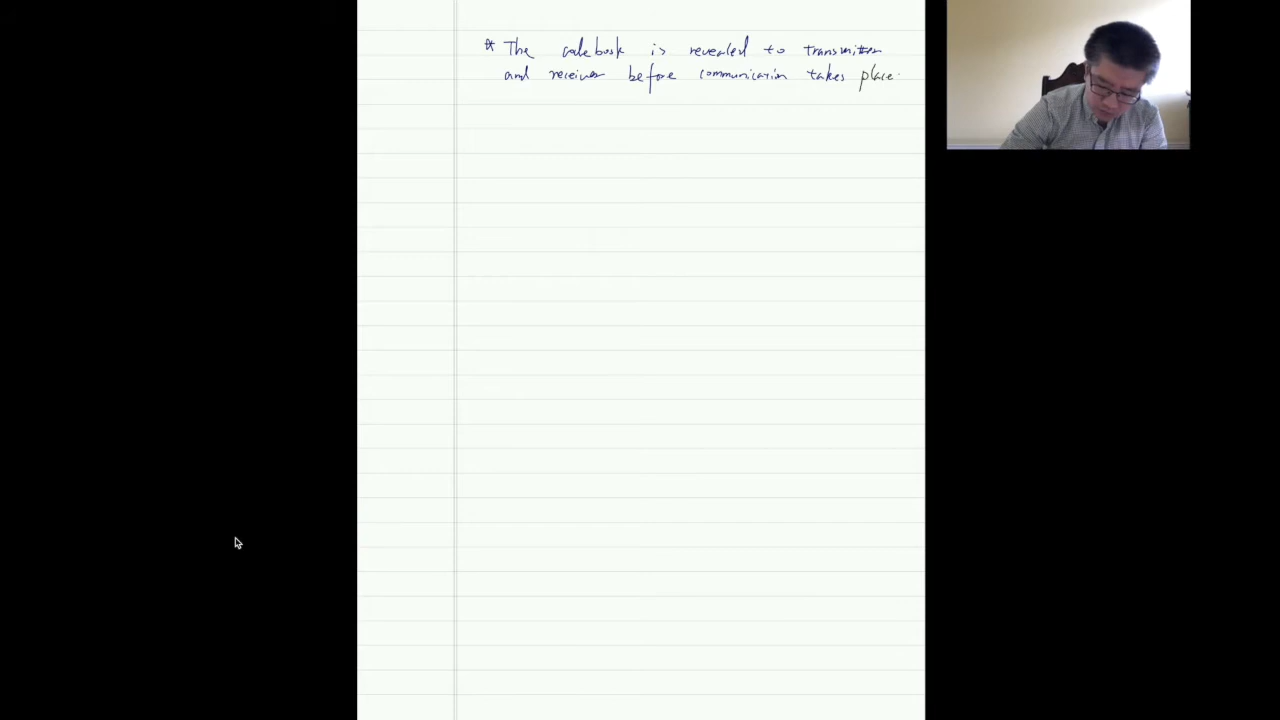 * The codebook is revealed to transmitter
and receiver before communication takes place.